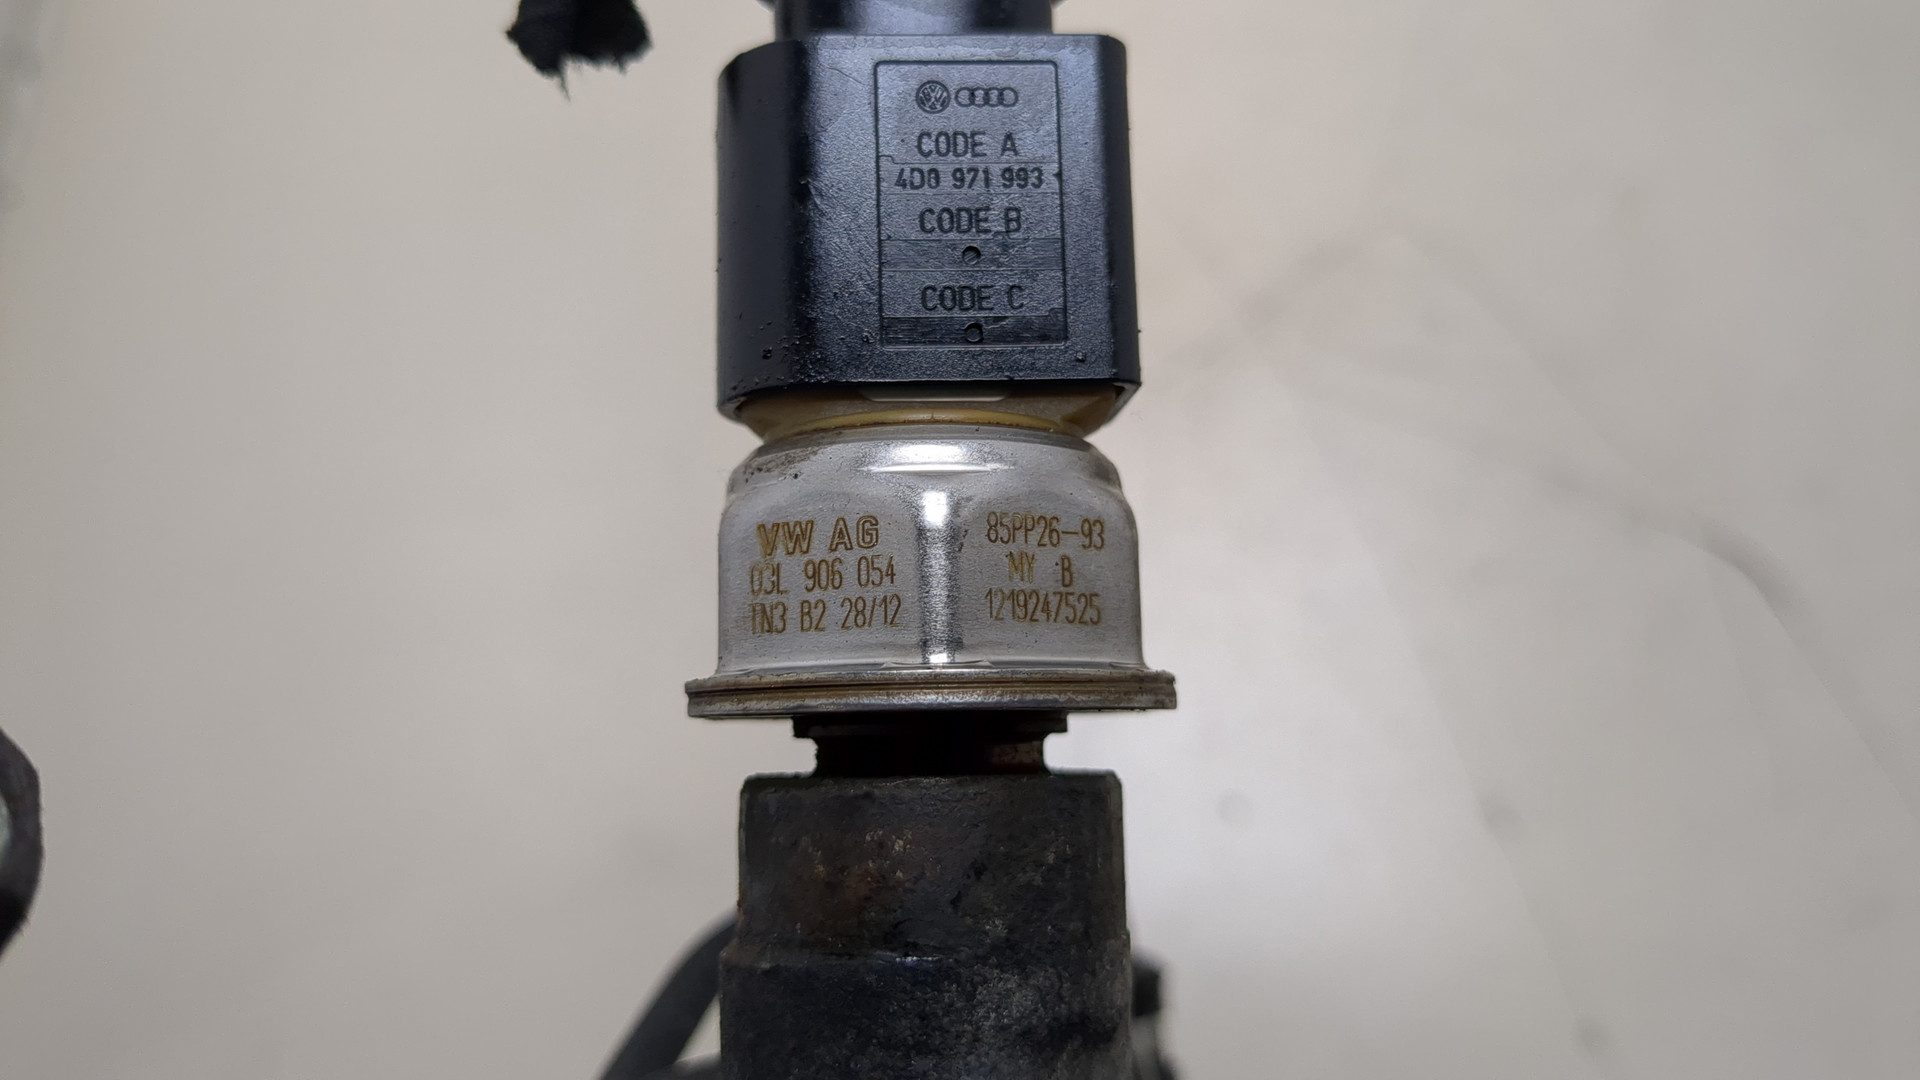 CODE A
4D0 971 993
CODE B
CODE C
VW AG
03L 906 054
TN3 B2 28/12
85PP26-93
MY B
1219247525